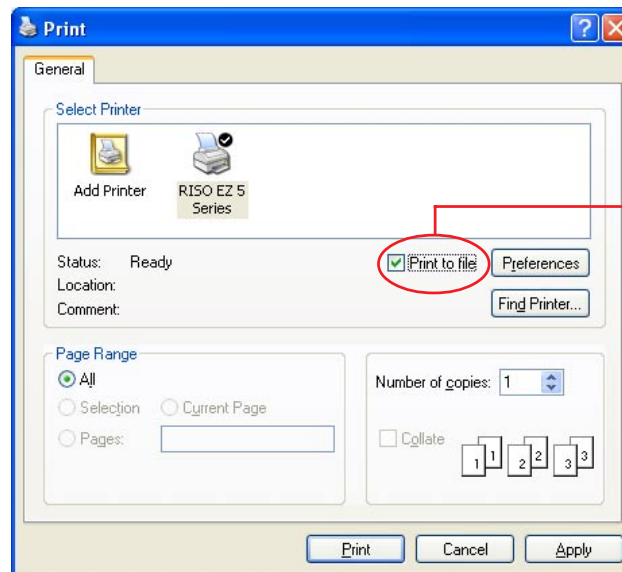 Print
General
Select Printer
Add Printer
RISO EZ 5
Series
Status: Ready
Location:
Comment:
Print to file
Preferences
Find Printer...
Page Range
All
Selection
Current Page
Pages:
Number of copies: 1
Collate
1 1 2 2 3 3
Print
Cancel
Apply